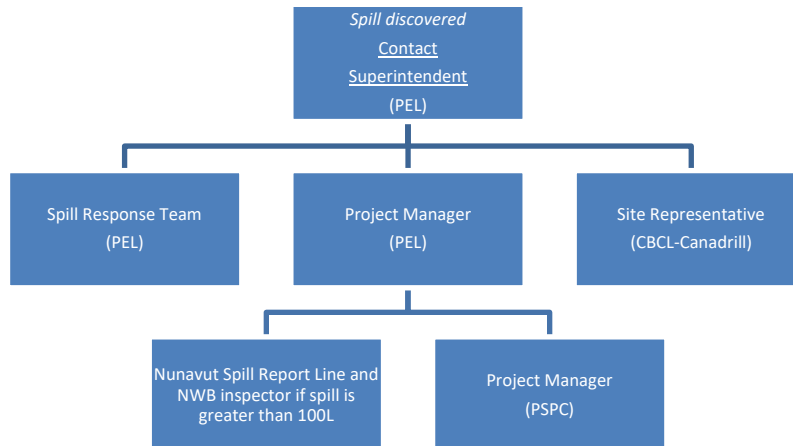 Spill discovered
Contact
Superintendent
(PEL)
Spill Response Team
(PEL)
Project Manager
(PEL)
Site Representative
(CBCL-Canadrill)
Nunavut Spill Report Line and
NWB inspector if spill is
greater than 100L
Project Manager
(PSPC)